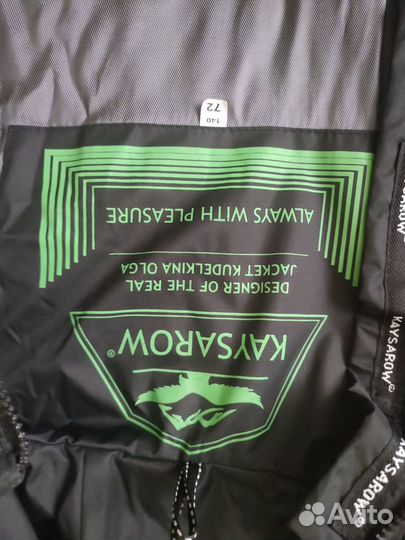 KAYSAROW®
DESIGNER OF THE REAL
JACKET KUDELKINA OLGA
ALWAYS WITH PLEASURE
140
72
KAYSAROW
KAYSAROW
Avito